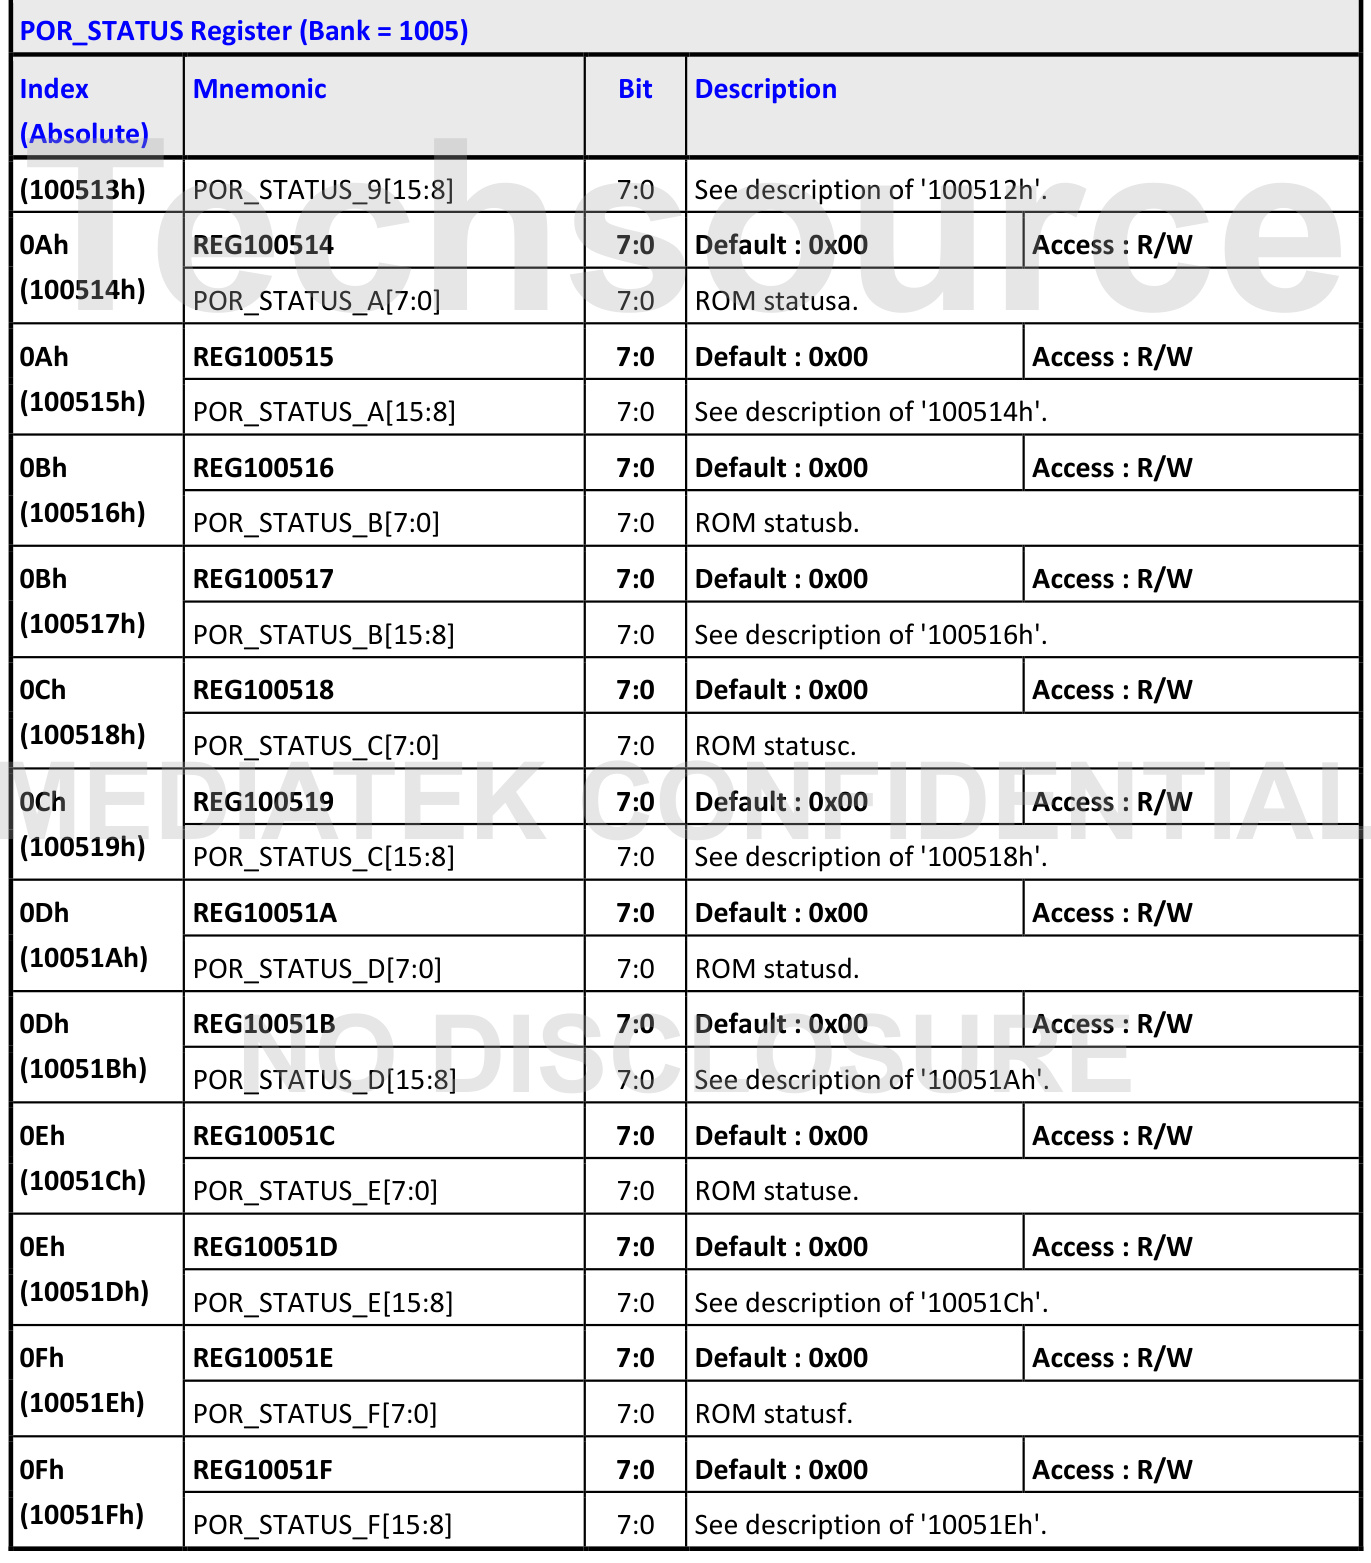 POR_STATUS Register (Bank = 1005)
Index (Absolute) Mnemonic Bit Description
(100513h) POR_STATUS_9[15:8] 7:0 See description of '100512h'.
0Ah REG100514 7:0 Default : 0x00 Access : R/W
(100514h) POR_STATUS_A[7:0] 7:0 ROM statusa.
0Ah REG100515 7:0 Default : 0x00 Access : R/W
(100515h) POR_STATUS_A[15:8] 7:0 See description of '100514h'.
0Bh REG100516 7:0 Default : 0x00 Access : R/W
(100516h) POR_STATUS_B[7:0] 7:0 ROM statusb.
0Bh REG100517 7:0 Default : 0x00 Access : R/W
(100517h) POR_STATUS_B[15:8] 7:0 See description of '100516h'.
0Ch REG100518 7:0 Default : 0x00 Access : R/W
(100518h) POR_STATUS_C[7:0] 7:0 ROM statusc.
0Ch REG100519 7:0 Default : 0x00 Access : R/W
(100519h) POR_STATUS_C[15:8] 7:0 See description of '100518h'.
0Dh REG10051A 7:0 Default : 0x00 Access : R/W
(10051Ah) POR_STATUS_D[7:0] 7:0 ROM statusd.
0Dh REG10051B 7:0 Default : 0x00 Access : R/W
(10051Bh) POR_STATUS_D[15:8] 7:0 See description of '10051Ah'.
0Eh REG10051C 7:0 Default : 0x00 Access : R/W
(10051Ch) POR_STATUS_E[7:0] 7:0 ROM statuse.
0Eh REG10051D 7:0 Default : 0x00 Access : R/W
(10051Dh) POR_STATUS_E[15:8] 7:0 See description of '10051Ch'.
0Fh REG10051E 7:0 Default : 0x00 Access : R/W
(10051Eh) POR_STATUS_F[7:0] 7:0 ROM statusf.
0Fh REG10051F 7:0 Default : 0x00 Access : R/W
(10051Fh) POR_STATUS_F[15:8] 7:0 See description of '10051Eh'.
Techsource
MEDIATEK CONFIDENTIAL
NO DISCLOSURE